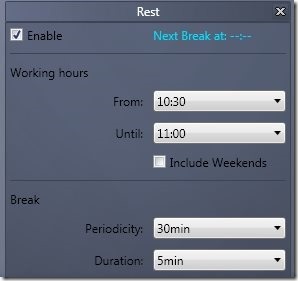 Rest
Enable Next Break at: --:--
Working hours
From: 10:30
Until: 11:00
Include Weekends
Break
Periodicity: 30min
Duration: 5min